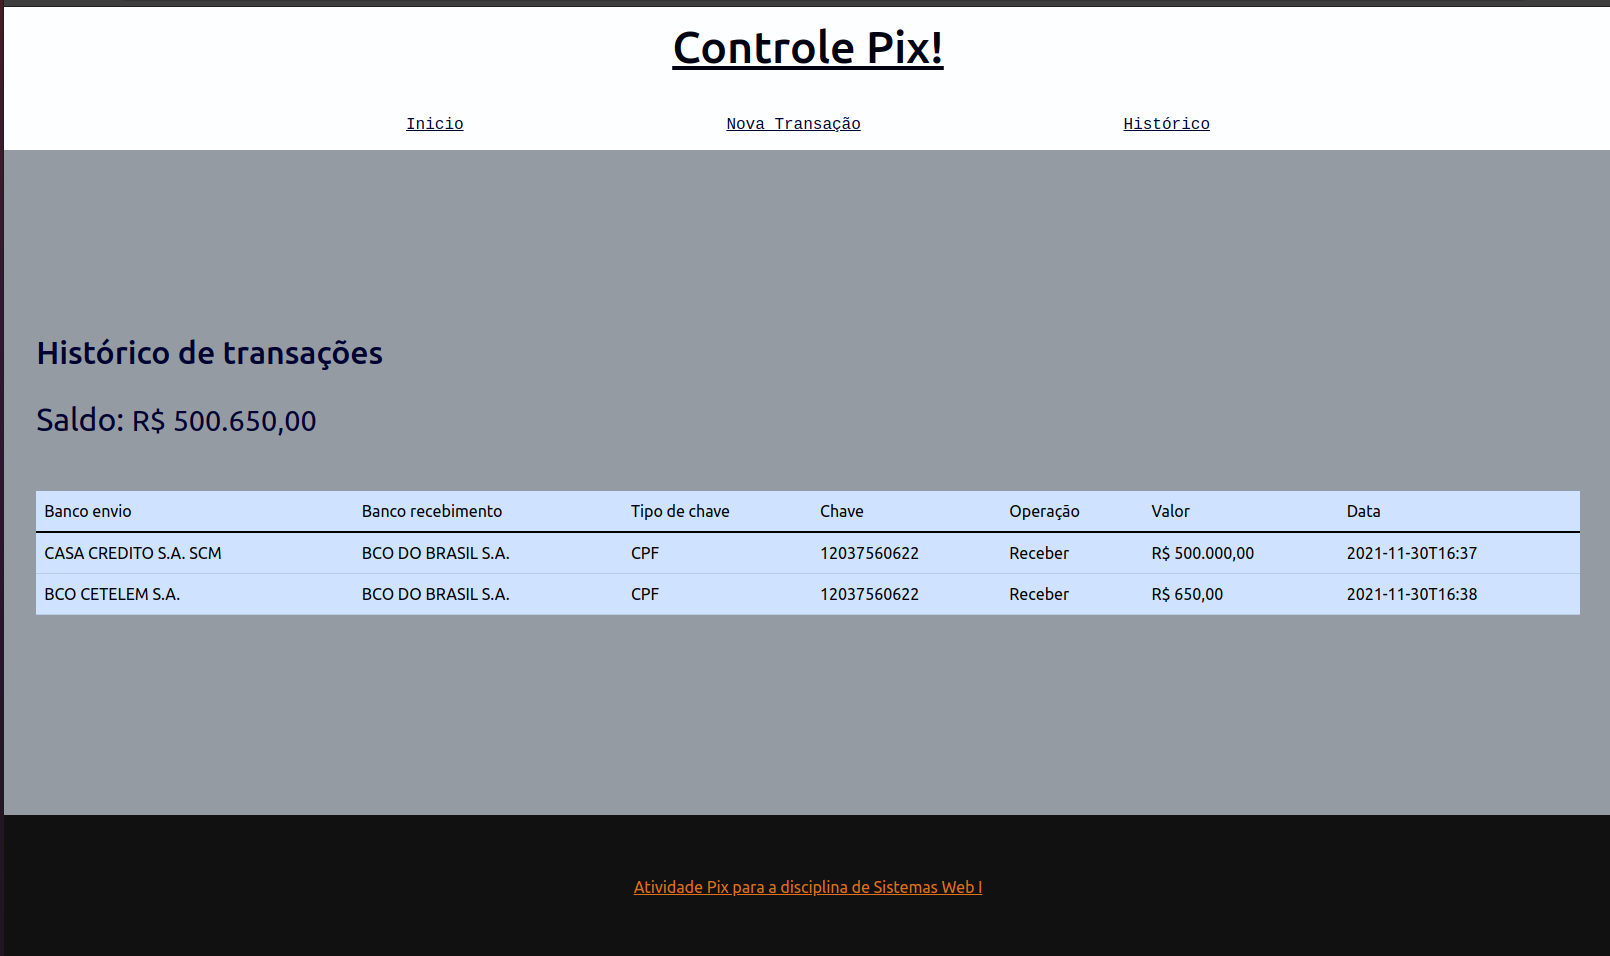 Controle Pix!
Inicio Nova Transação Histórico
Histórico de transações
Saldo: R$ 500.650,00
Banco envio Banco recebimento Tipo de chave Chave Operação Valor Data
CASA CREDITO S.A. SCM BCO DO BRASIL S.A. CPF 12037560622 Receber R$ 500.000,00 2021-11-30T16:37
BCO CETELEM S.A. BCO DO BRASIL S.A. CPF 12037560622 Receber R$ 650,00 2021-11-30T16:38
Atividade Pix para a disciplina de Sistemas Web I